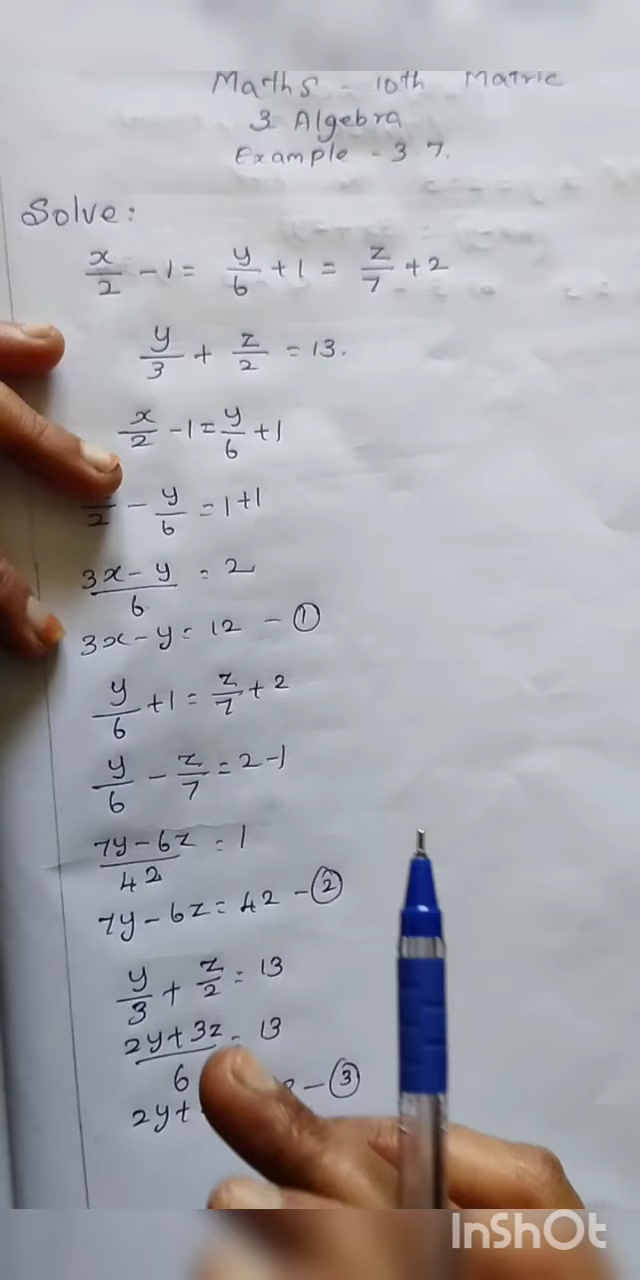 Maths - 10th Matric
3 Algebra
Example - 3.7.
Solve:
x/2 - 1 = y/6 + 1 = z/7 + 2
y/3 + z/2 = 13.
x/2 - 1 = y/6 + 1
/2 - y/6 = 1+1
3x - y/6 = 2
3x - y = 12 - ①
y/6 + 1 = z/7 + 2
y/6 - z/7 = 2-1
7y - 6z/42 = 1
7y - 6z = 42 - ②
y/3 + z/2 = 13
2y + 3z/6 = 13
2y + - ③
InShOt